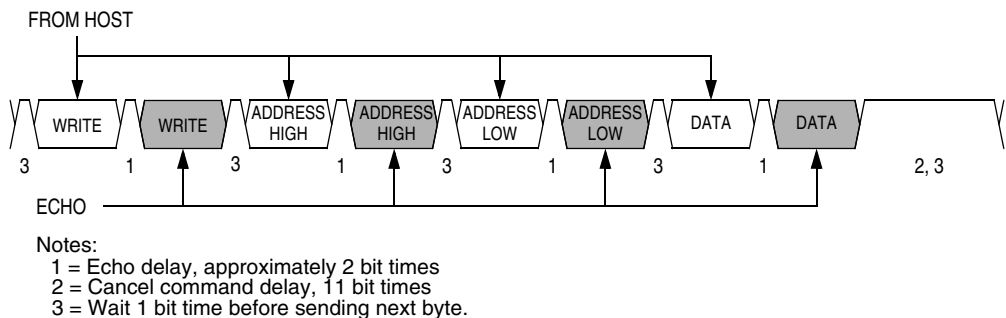 FROM HOST
WRITE WRITE ADDRESS HIGH ADDRESS HIGH ADDRESS LOW ADDRESS LOW DATA DATA
3 1 3 1 3 1 3 1 2, 3
ECHO
Notes:
1 = Echo delay, approximately 2 bit times
2 = Cancel command delay, 11 bit times
3 = Wait 1 bit time before sending next byte.